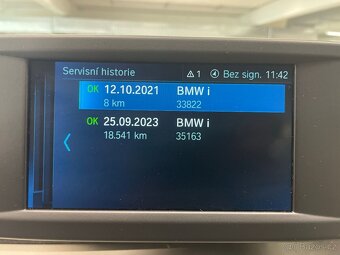 Servisní historie 1 Bez sign. 11:42
OK 12.10.2021 BMW i
8 km 33822
OK 25.09.2023 BMW i
18.541 km 35163